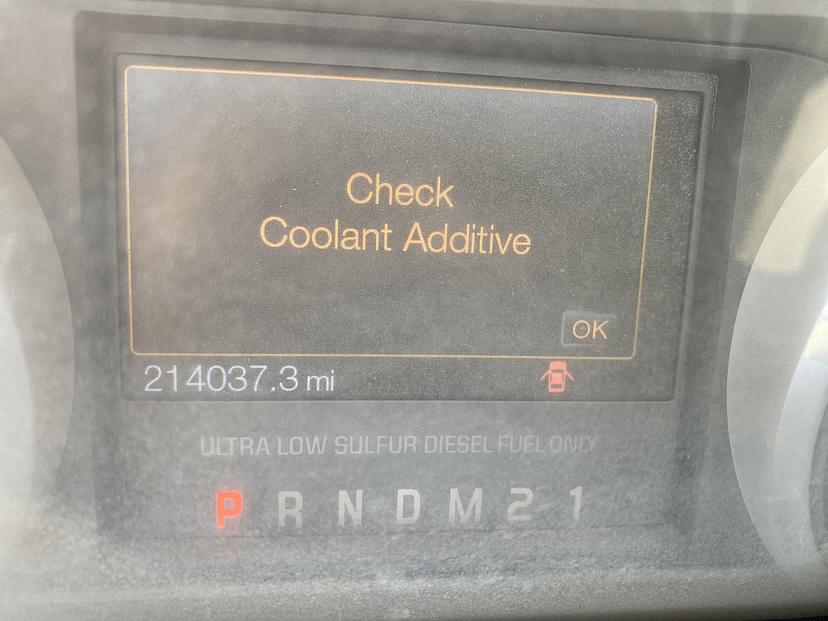 Check
Coolant Additive
OK
214037.3 mi
ULTRA LOW SULFUR DIESEL FUEL ONLY
P R N D M 2 1